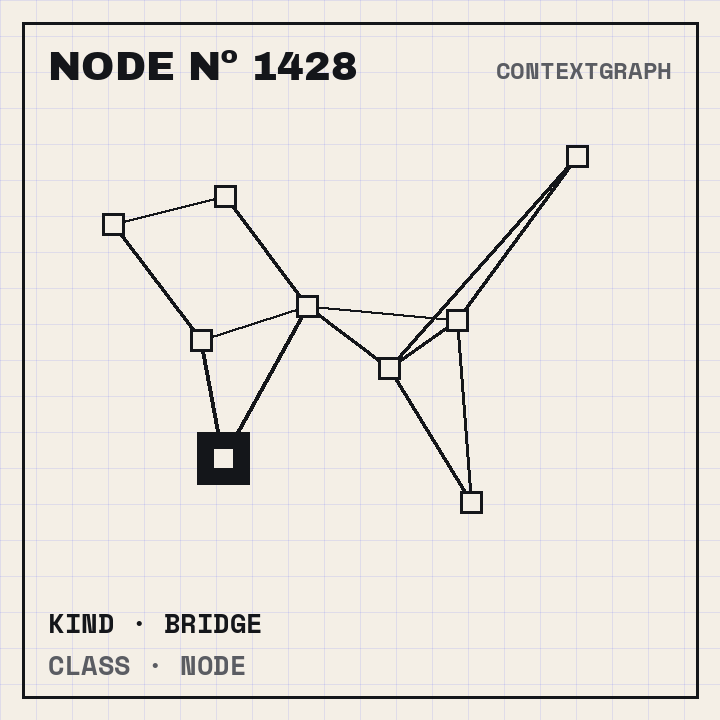 NODE Nº 1428
CONTEXTGRAPH
KIND · BRIDGE
CLASS · NODE